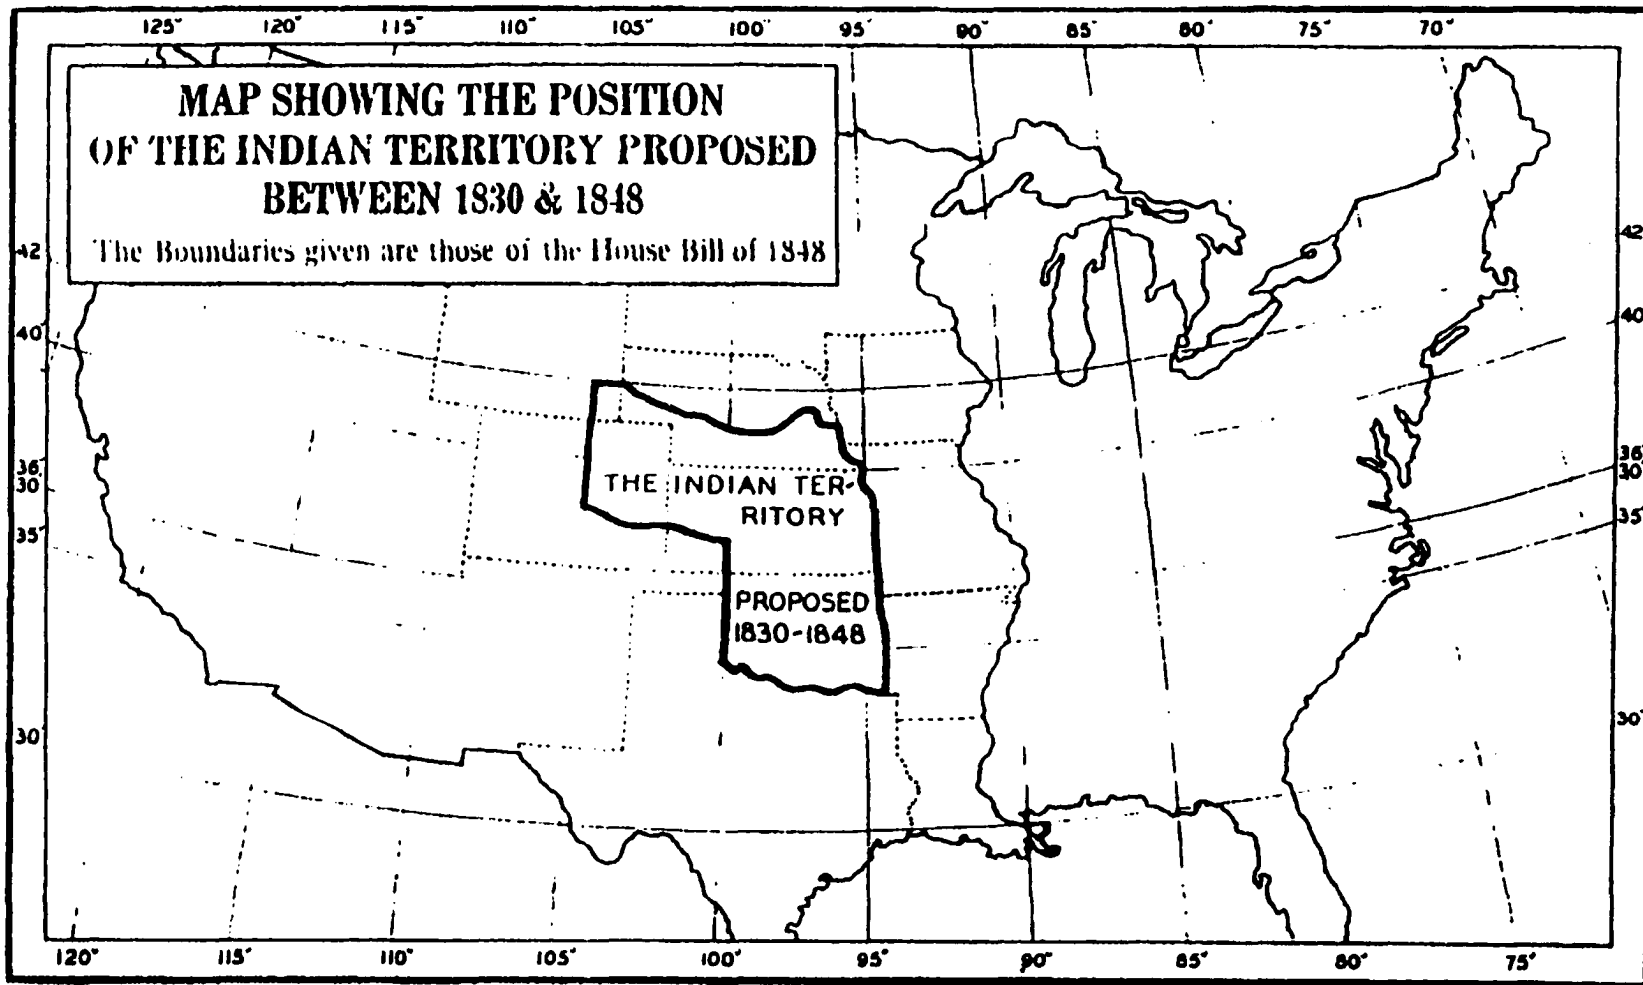 125° 120° 115° 110° 105° 100° 95° 90° 85° 80° 75° 70°
MAP SHOWING THE POSITION
OF THE INDIAN TERRITORY PROPOSED
BETWEEN 1830 & 1848
The Boundaries given are those of the House Bill of 1848
42 42
40° 40
36° 36
30' 30'
35° 35°
30° 30°
THE INDIAN TER-
RITORY
PROPOSED
1830-1848
120° 115° 110° 105° 100° 95° 90° 85° 80° 75°